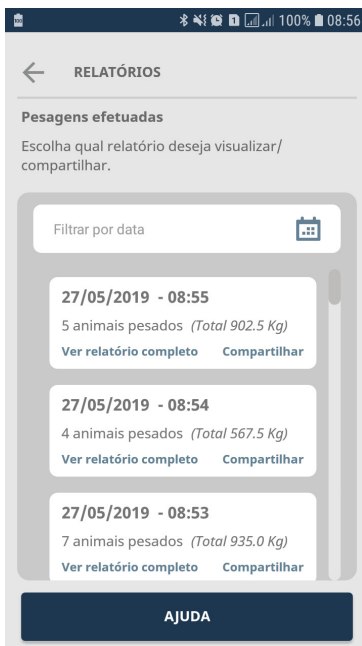 100 1 100% 08:56
RELATÓRIOS
Pesagens efetuadas
Escolha qual relatório deseja visualizar/
compartilhar.
Filtrar por data
27/05/2019 - 08:55
5 animais pesados (Total 902.5 Kg)
Ver relatório completo Compartilhar
27/05/2019 - 08:54
4 animais pesados (Total 567.5 Kg)
Ver relatório completo Compartilhar
27/05/2019 - 08:53
7 animais pesados (Total 935.0 Kg)
Ver relatório completo Compartilhar
AJUDA